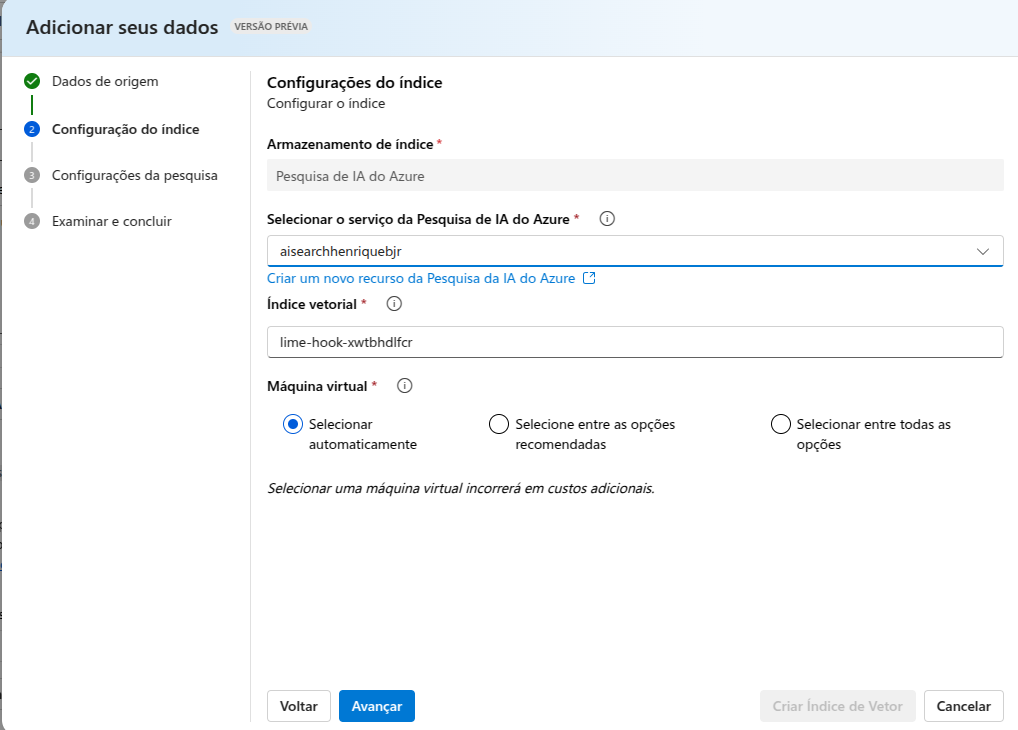 Adicionar seus dados VERSÃO PRÉVIA
Dados de origem
2 Configuração do índice
3 Configurações da pesquisa
4 Examinar e concluir
Configurações do índice
Configurar o índice
Armazenamento de índice *
Pesquisa de IA do Azure
Selecionar o serviço da Pesquisa de IA do Azure *
aisearchhenriquebjr
Criar um novo recurso da Pesquisa da IA do Azure
Índice vetorial *
lime-hook-xwtbhdlfcr
Máquina virtual *
Selecionar
automaticamente
Selecione entre as opções
recomendadas
Selecionar entre todas as
opções
Selecionar uma máquina virtual incorrerá em custos adicionais.
Voltar Avançar Criar Índice de Vetor Cancelar